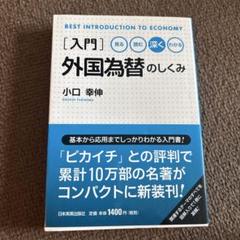 BEST INTRODUCTION TO ECONOMY
[入門]
見る 読む 深く わかる
外国為替のしくみ
小口 幸伸
基本から応用までしっかりわかる入門書!
「ピカイチ」との評判で
累計10万部の名著が
コンパクトに新装刊!
日本実業出版社
定価 本体1400円(税別)